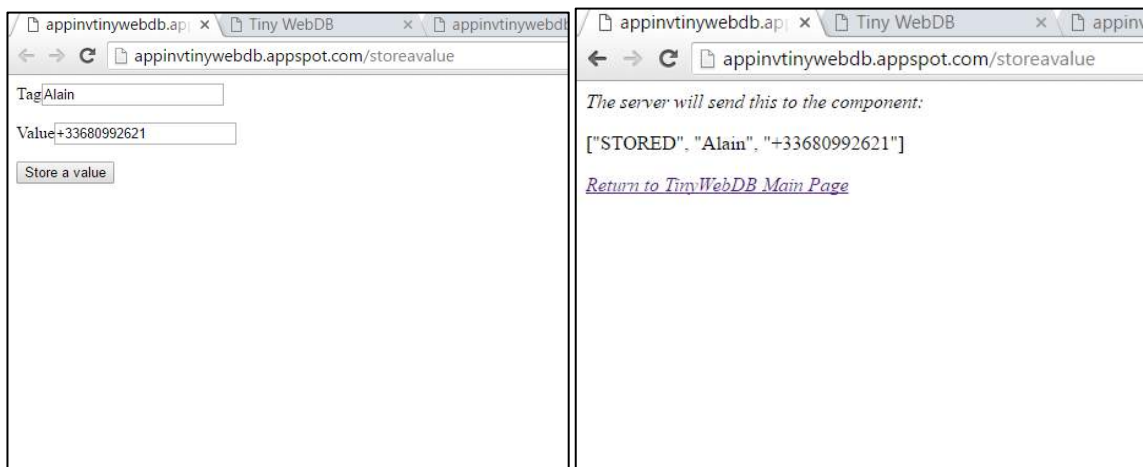 appinvtinywebdb.ap
Tiny WebDB
appinvtinywebdb
appinvtinywebdb.appspot.com/storeavalue
Tag Alain
Value +33680992621
Store a value
appinvtinywebdb.ap
Tiny WebDB
appinv
appinvtinywebdb.appspot.com/storeavalue
The server will send this to the component:
["STORED", "Alain", "+33680992621"]
Return to TinyWebDB Main Page